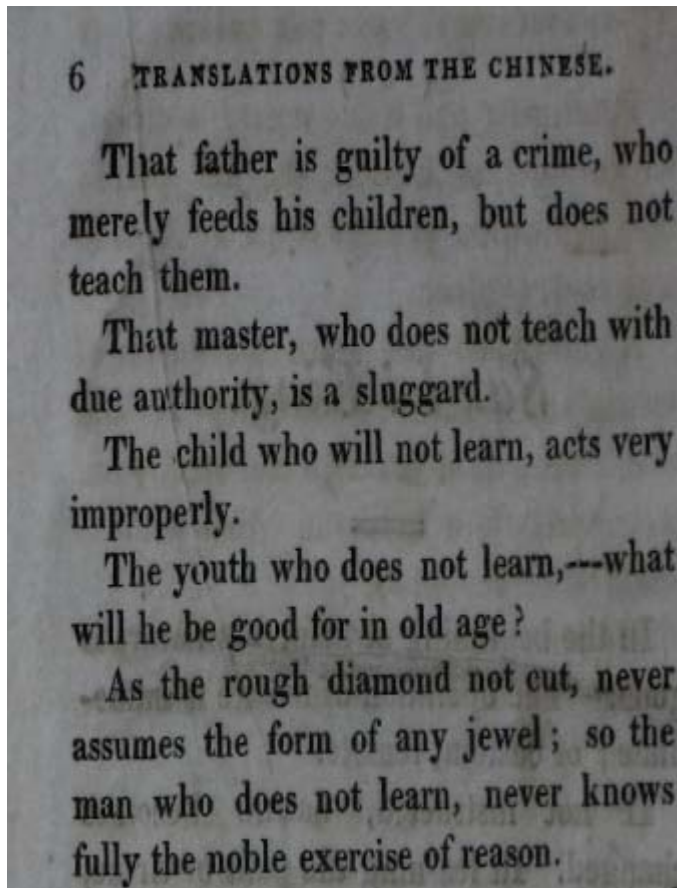 6 TRANSLATIONS FROM THE CHINESE.
That father is guilty of a crime, who
merely feeds his children, but does not
teach them.
That master, who does not teach with
due authority, is a sluggard.
The child who will not learn, acts very
improperly.
The youth who does not learn,---what
will he be good for in old age?
As the rough diamond not cut, never
assumes the form of any jewel; so the
man who does not learn, never knows
fully the noble exercise of reason.